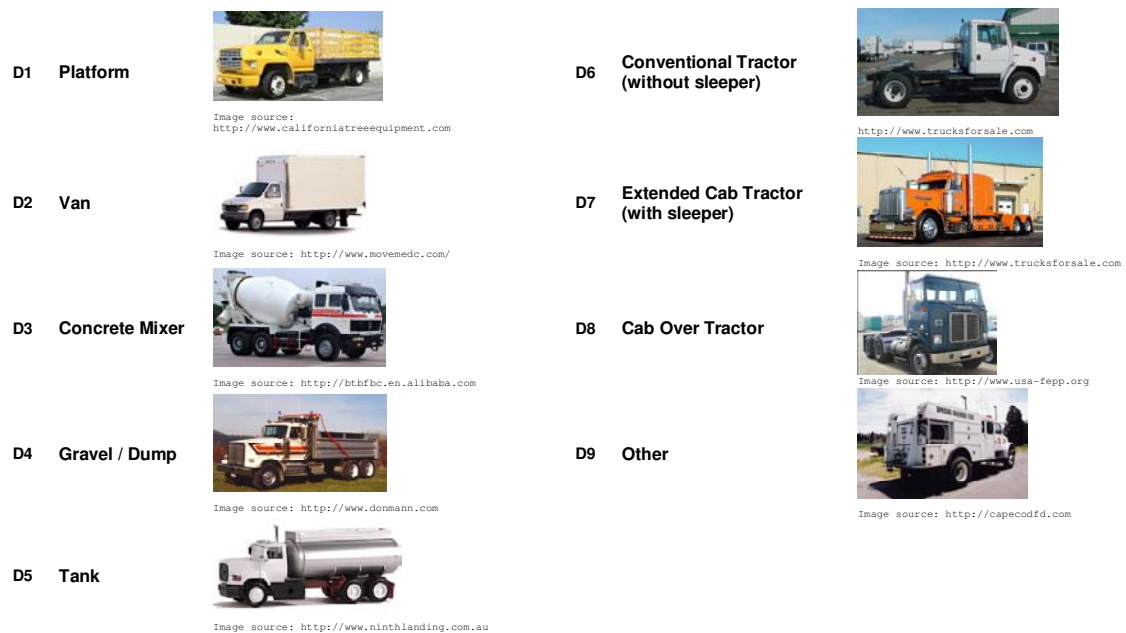 D1 Platform
Image source:
http://www.californiatreeequipment.com
D2 Van
Image source: http://www.movemedc.com/
D3 Concrete Mixer
Image source: http://btbfbc.en.alibaba.com
D4 Gravel / Dump
Image source: http://www.donmann.com
D5 Tank
Image source: http://www.ninthlanding.com.au
D6 Conventional Tractor
(without sleeper)
http://www.trucksforsale.com
D7 Extended Cab Tractor
(with sleeper)
Image source: http://www.trucksforsale.com
D8 Cab Over Tractor
Image source: http://www.usa-fepp.org
D9 Other
Image source: http://capecodfd.com